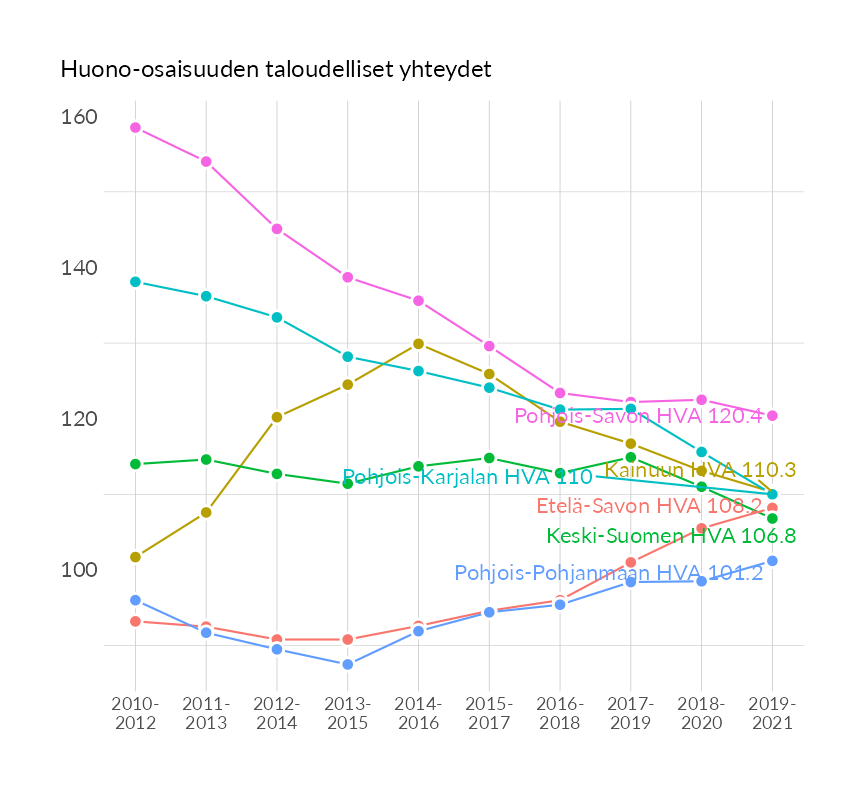 Huono-osaisuuden taloudelliset yhteydet
160
140
120
100
Pohjois-Savon HVA 120.4
Kainuun HVA 110.3
Pohjois-Karjalan HVA 110
Etelä-Savon HVA 108.2
Keski-Suomen HVA 106.8
Pohjois-Pohjanmaan HVA 101.2
2010- 2011- 2012- 2013- 2014- 2015- 2016- 2017- 2018- 2019-
2012 2013 2014 2015 2016 2017 2018 2019 2020 2021